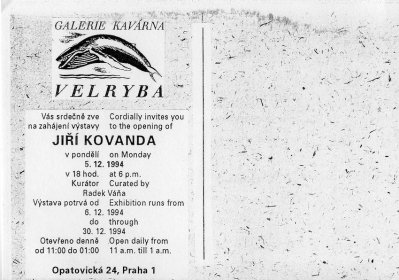 GALERIE KAVÁRNA
VELRYBA
Vás srdečně zve Cordially invites you
na zahájení výstavy to the opening of
JIŘÍ KOVANDA
v pondělí on Monday
5. 12. 1994
v 18 hod. at 6 p.m.
Kurátor Curated by
Radek Váňa
Výstava potrvá od Exhibition runs from
6. 12. 1994
do through
30. 12. 1994
Otevřeno denně Open daily from
od 11:00 do 01:00 11 a.m. till 1 a.m.
Opatovická 24, Praha 1